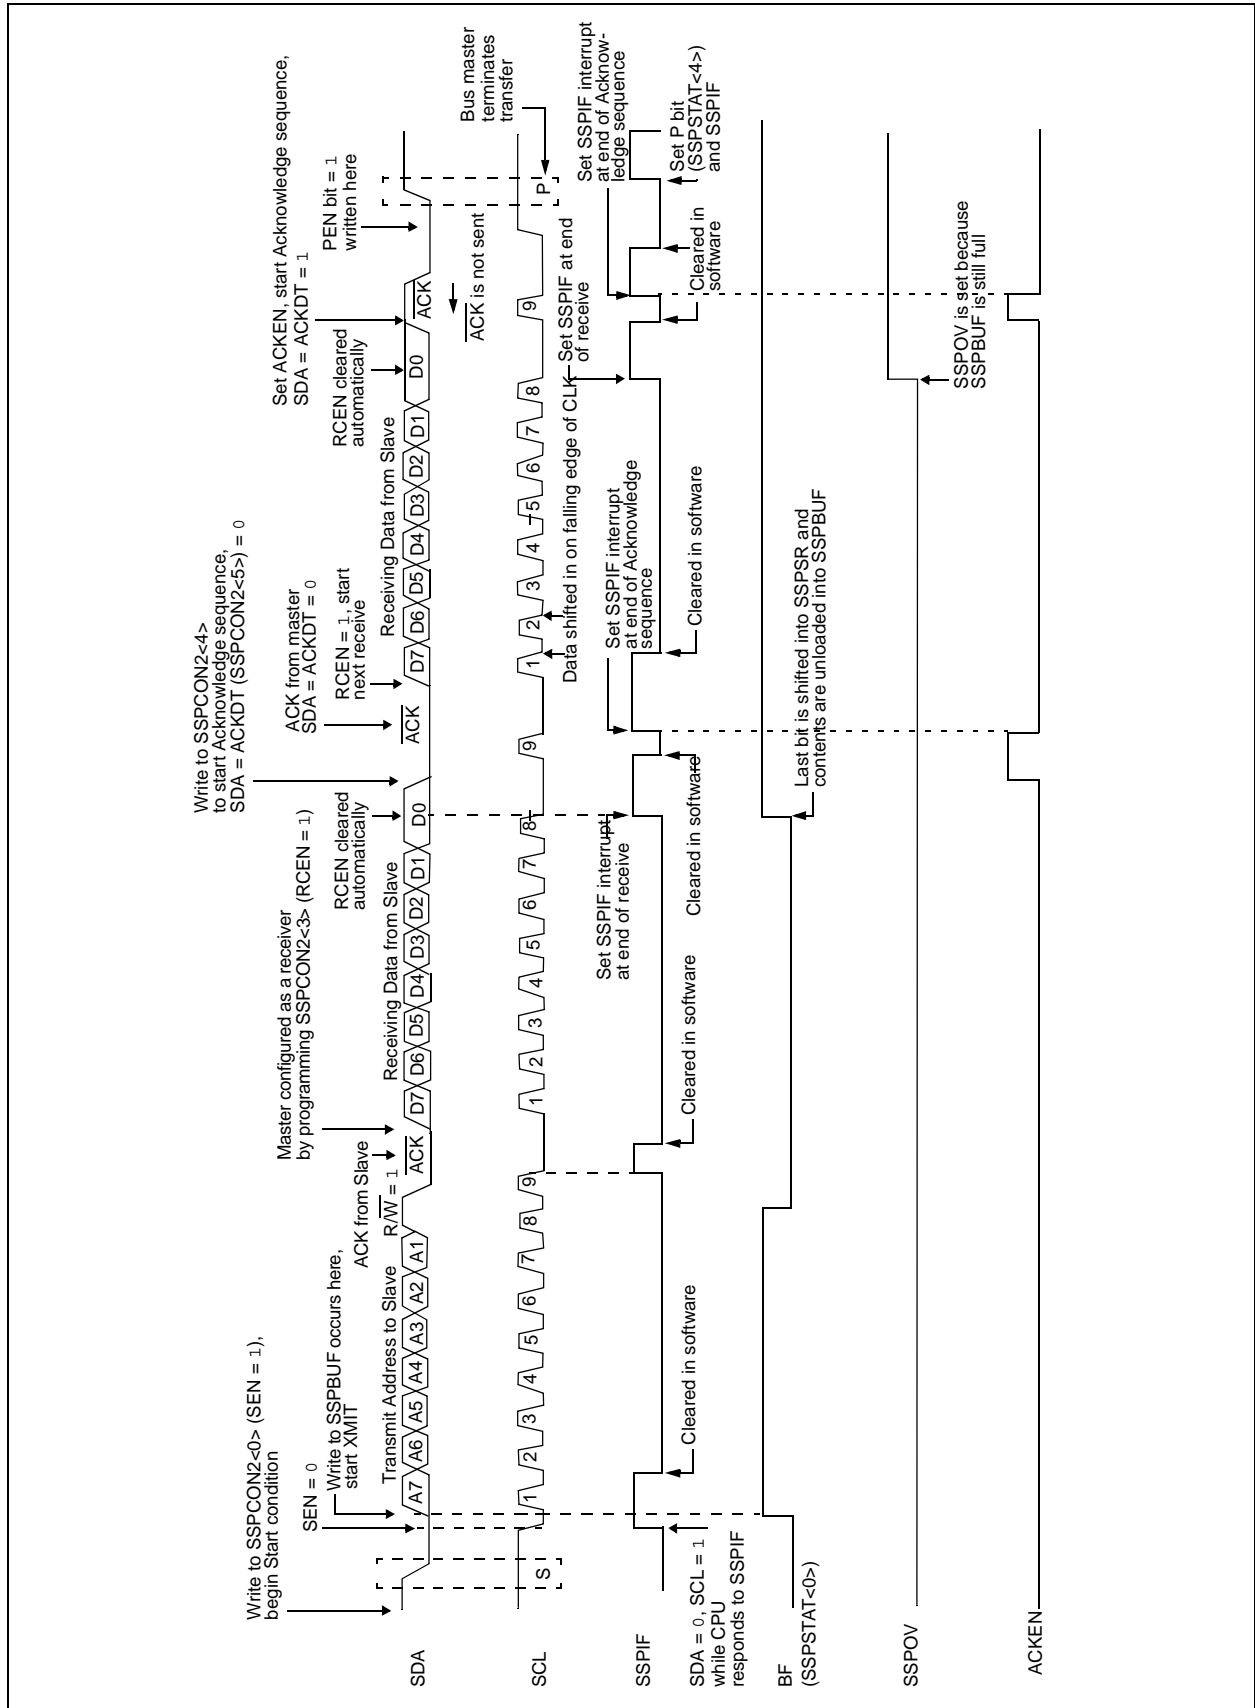 Write to SSPCON2<0> (SEN = 1),
begin Start condition
SEN = 0
Write to SSPBUF occurs here,
start XMIT
ACK from Slave
Master configured as a receiver
by programming SSPCON2<3> (RCEN = 1)
RCEN cleared
automatically
Write to SSPCON2<4>
to start Acknowledge sequence,
SDA = ACKDT (SSPCON2<5>) = 0
ACK from master
SDA = ACKDT = 0
RCEN = 1, start
next receive
RCEN cleared
automatically
Set ACKEN, start Acknowledge sequence,
SDA = ACKDT = 1
PEN bit = 1
written here
Transmit Address to Slave
R/W = 1
Receiving Data from Slave
Receiving Data from Slave
SDA
A7 A6 A5 A4 A3 A2 A1
ACK
D7 D6 D5 D4 D3 D2 D1 D0
ACK
D7 D6 D5 D4 D3 D2 D1 D0
ACK
ACK is not sent
Bus master
terminates
transfer
SCL
S
1 2 3 4 5 6 7 8 9
1 2 3 4 5 6 7 8 9
1 2 3 4 5 6 7 8 9
P
Data shifted in on falling edge of CLK
Set SSPIF at end
of receive
Set SSPIF interrupt
at end of receive
Set SSPIF interrupt
at end of Acknowledge
sequence
Set SSPIF interrupt
at end of Acknow-
ledge sequence
SSPIF
SDA = 0, SCL = 1
while CPU
responds to SSPIF
Cleared in software
Cleared in software
Cleared in software
Cleared in software
Cleared in software
Cleared in
software
Set P bit
(SSPSTAT<4>)
and SSPIF
BF
(SSPSTAT<0>)
Last bit is shifted into SSPSR and
contents are unloaded into SSPBUF
SSPOV
SSPOV is set because
SSPBUF is still full
ACKEN